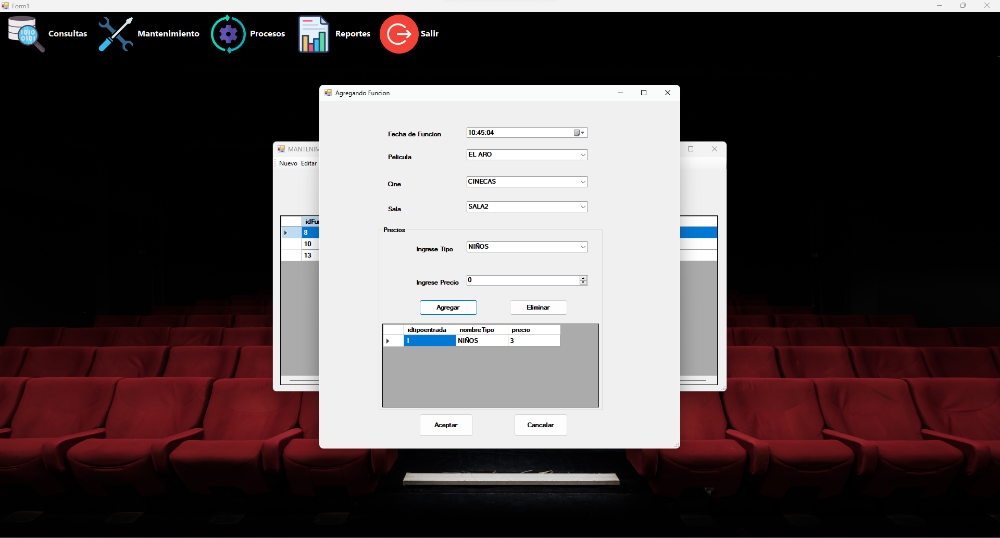 Form1
Consultas
Mantenimiento
Procesos
Reportes
Salir
Agregando Funcion
Fecha de Funcion
10:45:04
Pelicula
EL ARO
Cine
CINECAS
Sala
SALA2
Precios
Ingrese Tipo
NIÑOS
Ingrese Precio
0
Agregar
Eliminar
idtipoentrada nombreTipo precio
1 NIÑOS 3
Aceptar
Cancelar
MANTENIM
Nuevo Editar
idFun
8
10
13